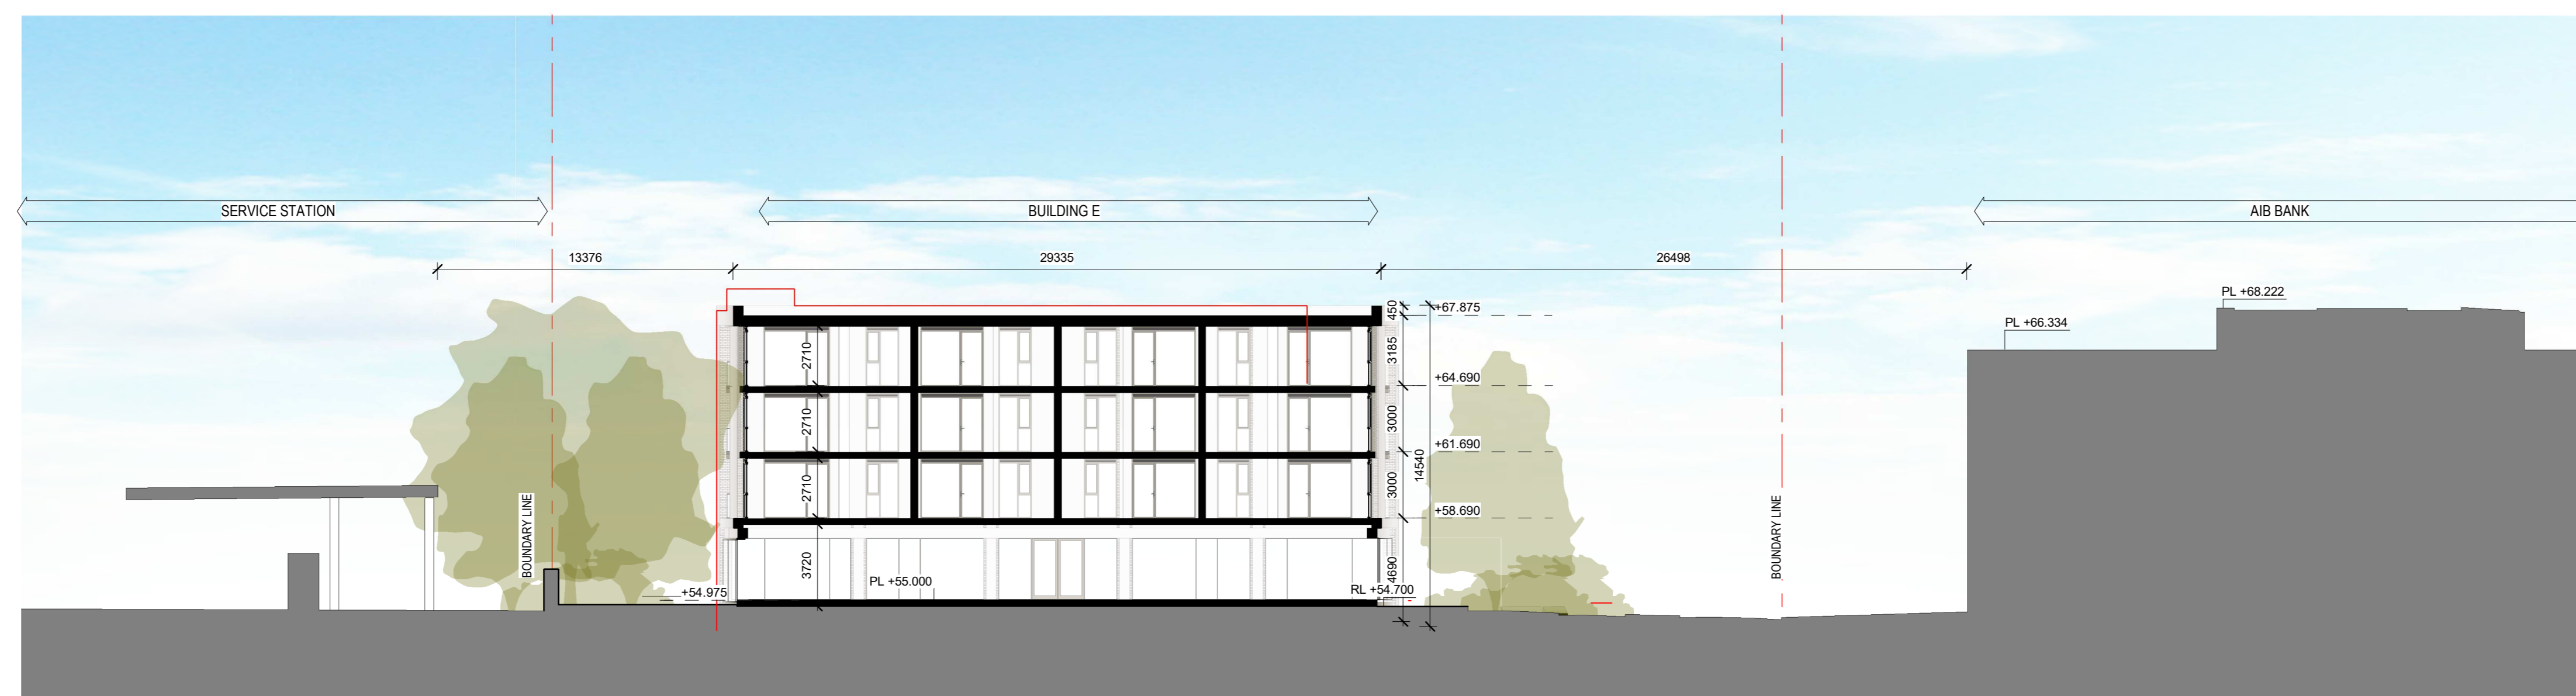 SERVICE STATION
BUILDING E
AIB BANK
13376
29335
26498
PL +68.222
PL +66.334
450
+67.875
2710
3185
+64.690
2710
3000
+61.690
14540
2710
3000
+58.690
BOUNDARY LINE
BOUNDARY LINE
3720
4690
PL +55.000
+54.975
RL +54.700